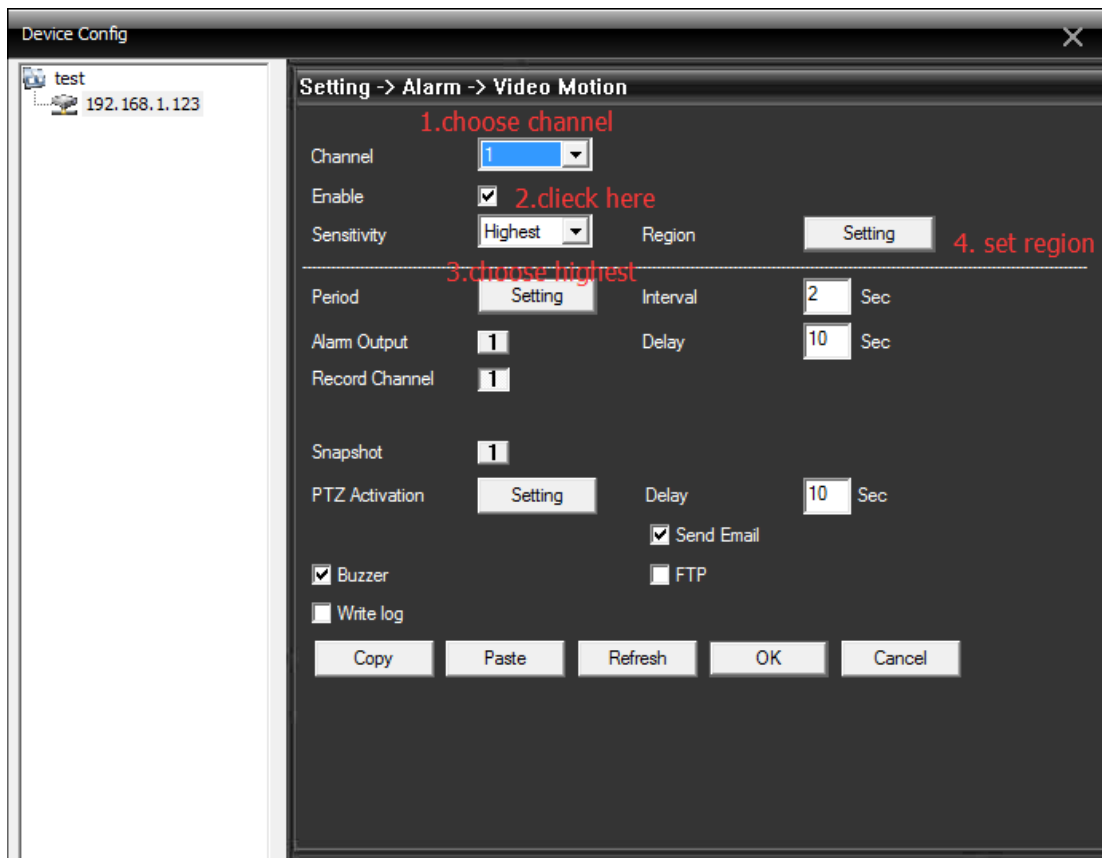 Device Config
test
192.168.1.123
Setting -> Alarm -> Video Motion
1.choose channel
Channel 1
Enable 2.clieck here
Sensitivity Highest Region Setting 4. set region
3.choose highest
Period Setting Interval 2 Sec
Alarm Output 1 Delay 10 Sec
Record Channel 1
Snapshot 1
PTZ Activation Setting Delay 10 Sec
Send Email
Buzzer FTP
Write log
Copy Paste Refresh OK Cancel